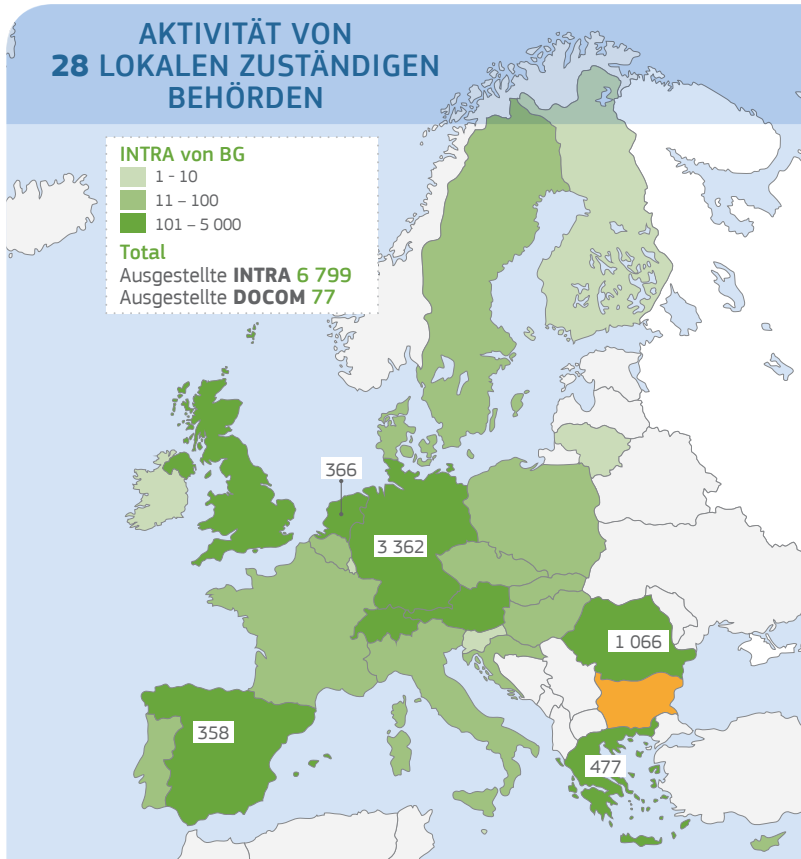 AKTIVITÄT VON
28 LOKALEN ZUSTÄNDIGEN
BEHÖRDEN
INTRA von BG
1 - 10
11 – 100
101 – 5 000
Total
Ausgestellte INTRA 6 799
Ausgestellte DOCOM 77
366
3 362
1 066
358
477